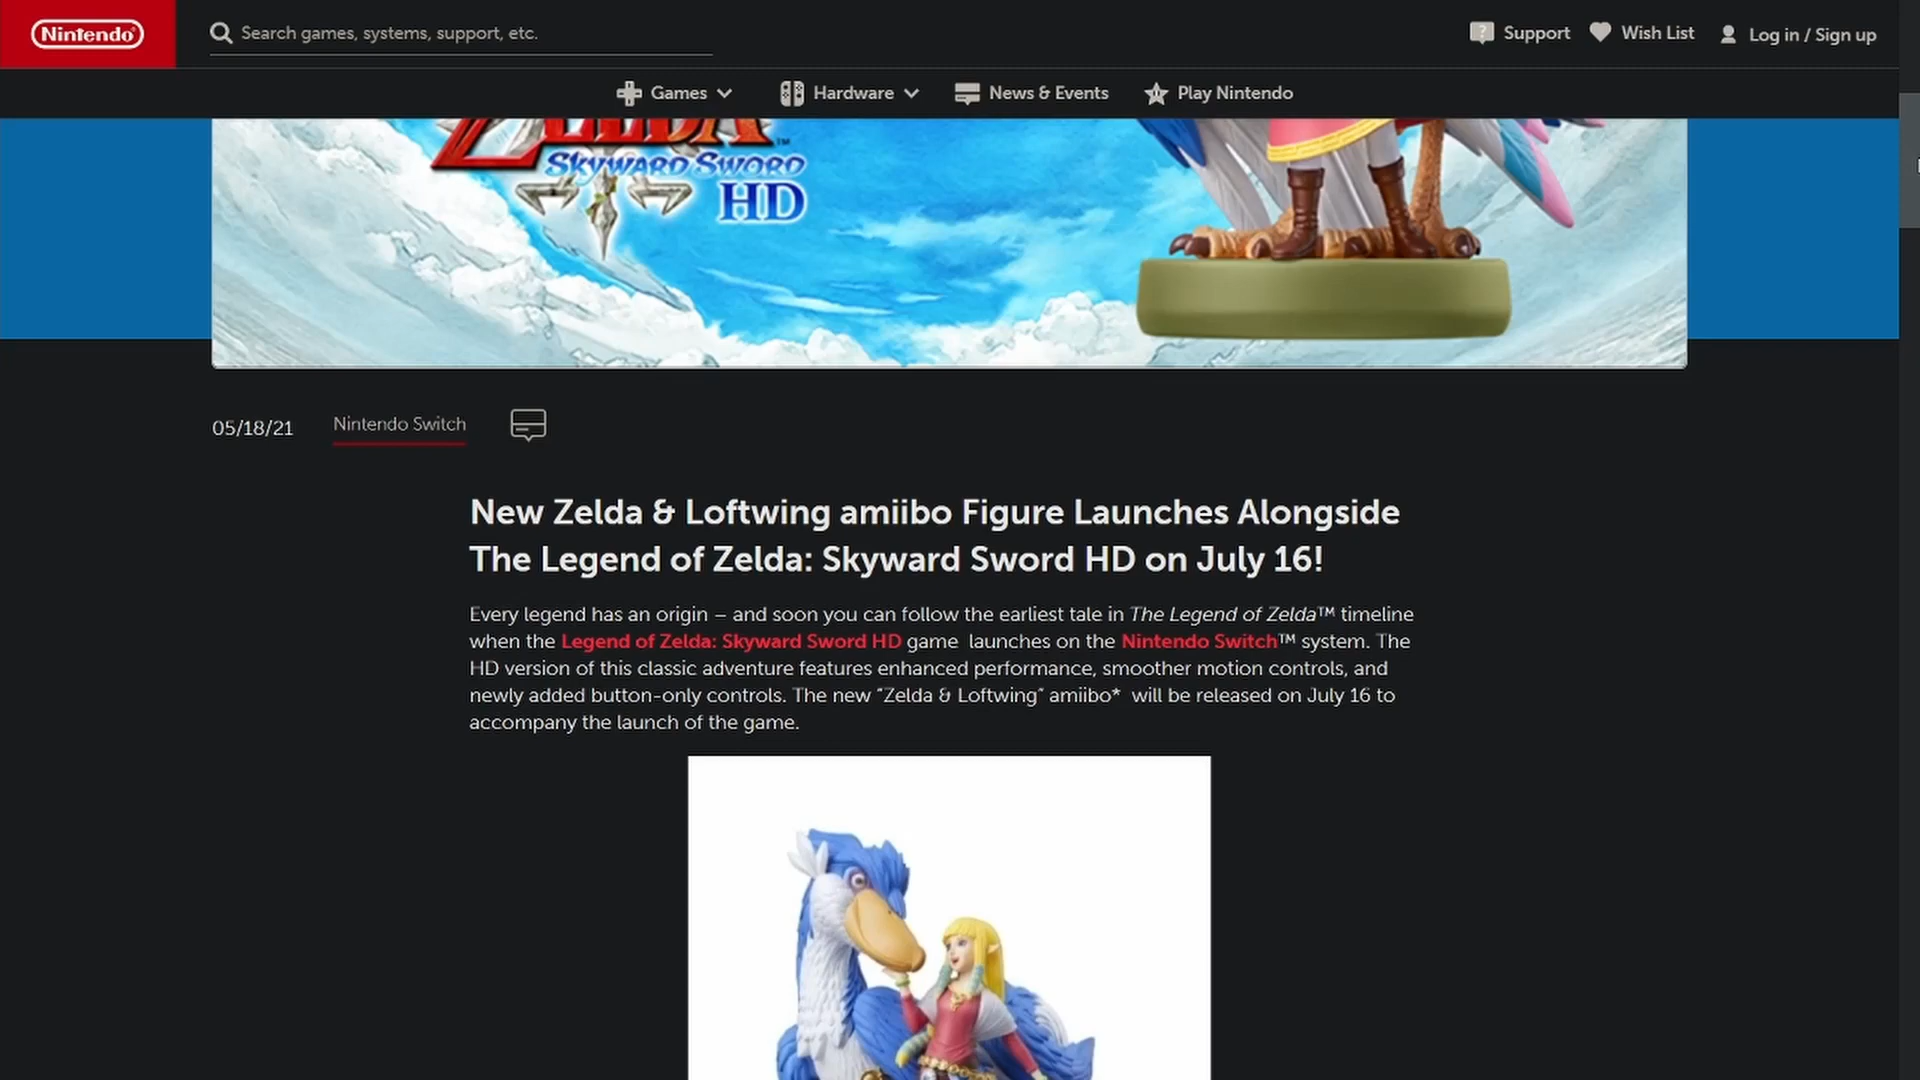 Nintendo
Search games, systems, support, etc.
Support
Wish List
Log in / Sign up
Games
Hardware
News & Events
Play Nintendo
ZELDA™
SKYWARD SWORD
HD
05/18/21
Nintendo Switch
New Zelda & Loftwing amiibo Figure Launches Alongside
The Legend of Zelda: Skyward Sword HD on July 16!
Every legend has an origin – and soon you can follow the earliest tale in The Legend of Zelda™ timeline
when the Legend of Zelda: Skyward Sword HD game launches on the Nintendo Switch™ system. The
HD version of this classic adventure features enhanced performance, smoother motion controls, and
newly added button-only controls. The new “Zelda & Loftwing” amiibo* will be released on July 16 to
accompany the launch of the game.